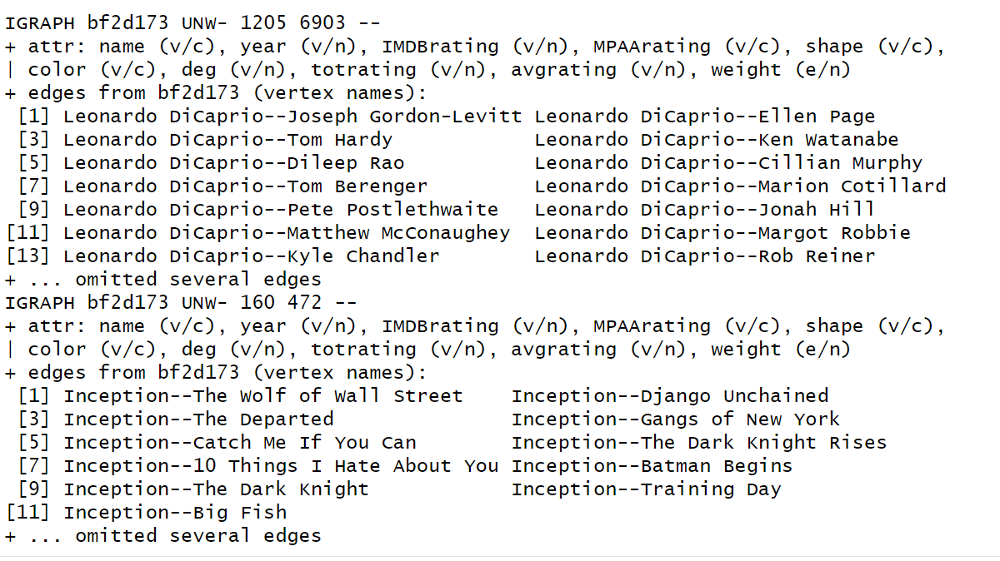 IGRAPH bf2d173 UNW- 1205 6903 --
+ attr: name (v/c), year (v/n), IMDBrating (v/n), MPAArating (v/c), shape (v/c),
| color (v/c), deg (v/n), totrating (v/n), avgrating (v/n), weight (e/n)
+ edges from bf2d173 (vertex names):
 [1] Leonardo DiCaprio--Joseph Gordon-Levitt Leonardo DiCaprio--Ellen Page
 [3] Leonardo DiCaprio--Tom Hardy            Leonardo DiCaprio--Ken Watanabe
 [5] Leonardo DiCaprio--Dileep Rao           Leonardo DiCaprio--Cillian Murphy
 [7] Leonardo DiCaprio--Tom Berenger         Leonardo DiCaprio--Marion Cotillard
 [9] Leonardo DiCaprio--Pete Postlethwaite   Leonardo DiCaprio--Jonah Hill
[11] Leonardo DiCaprio--Matthew McConaughey  Leonardo DiCaprio--Margot Robbie
[13] Leonardo DiCaprio--Kyle Chandler        Leonardo DiCaprio--Rob Reiner
+ ... omitted several edges
IGRAPH bf2d173 UNW- 160 472 --
+ attr: name (v/c), year (v/n), IMDBrating (v/n), MPAArating (v/c), shape (v/c),
| color (v/c), deg (v/n), totrating (v/n), avgrating (v/n), weight (e/n)
+ edges from bf2d173 (vertex names):
 [1] Inception--The Wolf of Wall Street    Inception--Django Unchained
 [3] Inception--The Departed               Inception--Gangs of New York
 [5] Inception--Catch Me If You Can        Inception--The Dark Knight Rises
 [7] Inception--10 Things I Hate About You Inception--Batman Begins
 [9] Inception--The Dark Knight            Inception--Training Day
[11] Inception--Big Fish
+ ... omitted several edges